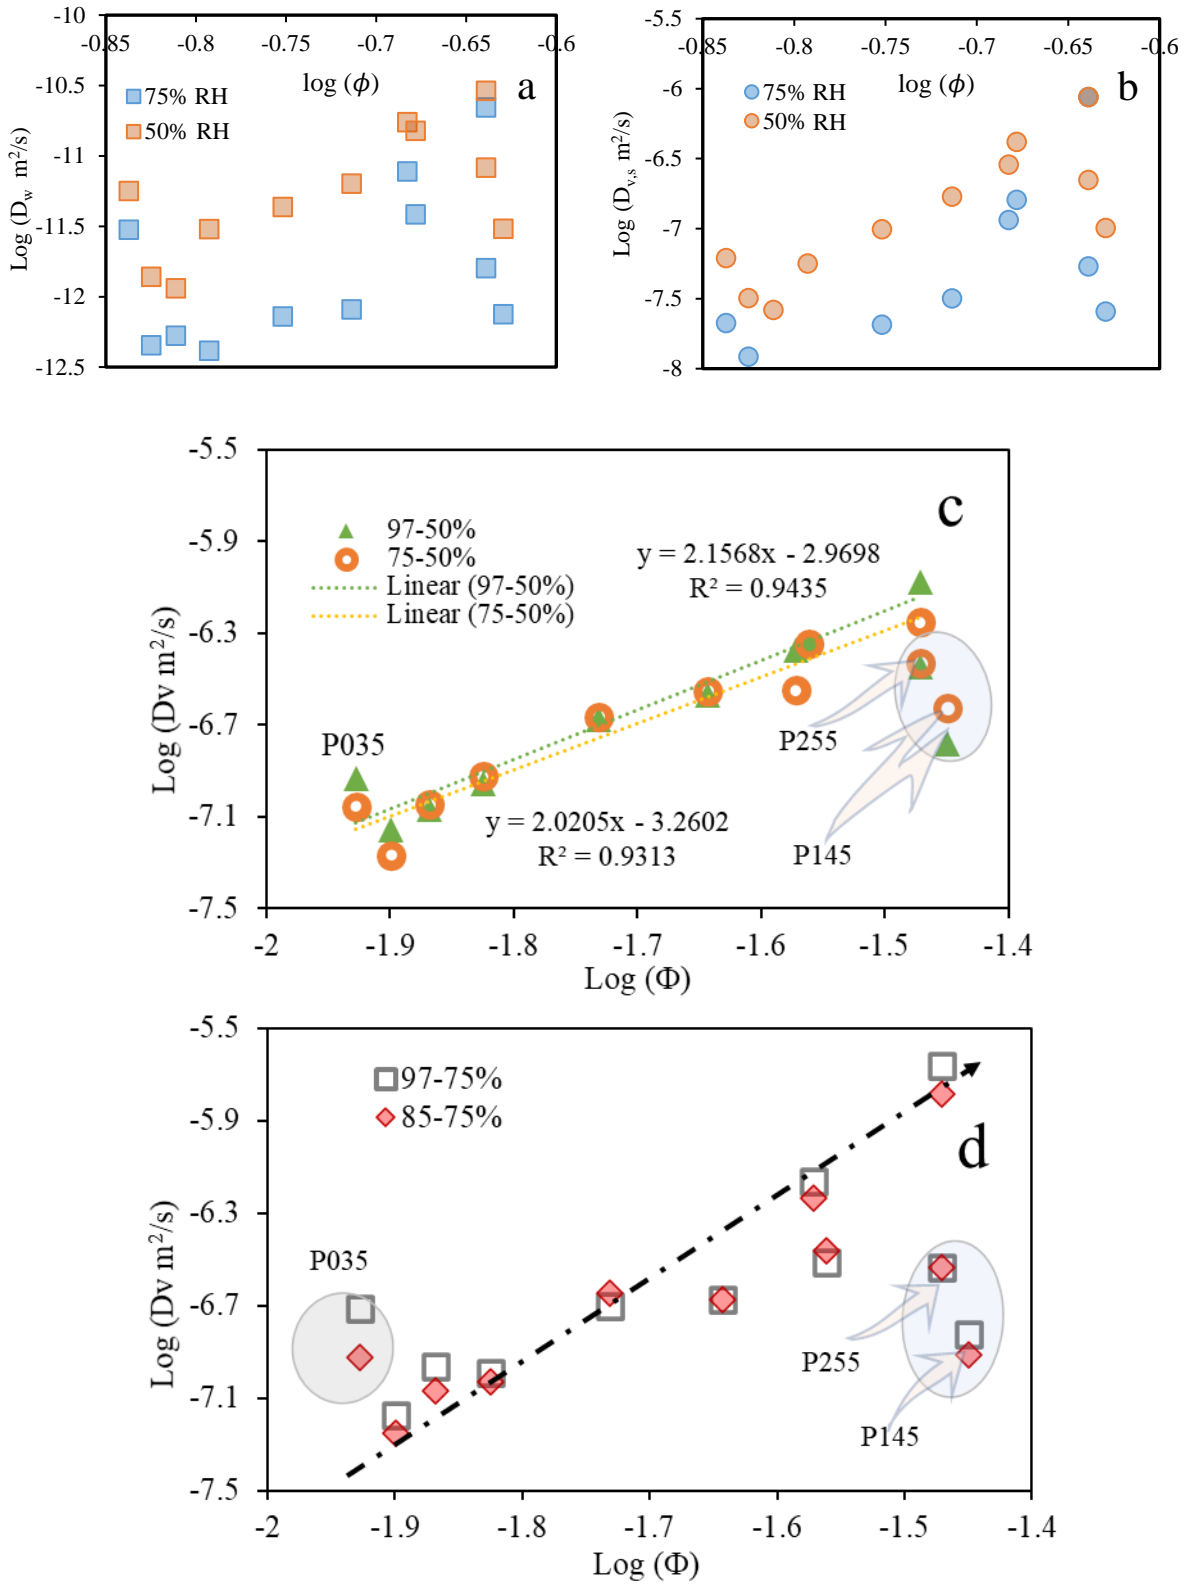 -10
-0.85
-0.8
-0.75
-0.7
-0.65
-0.6
log (ϕ)
a
-10.5
75% RH
50% RH
-11
-11.5
-12
-12.5
Log (D_w m²/s)
-5.5
-0.85
-0.8
-0.75
-0.7
-0.65
-0.6
log (ϕ)
b
-6
75% RH
50% RH
-6.5
-7
-7.5
-8
Log (D_v,s m²/s)
-5.5
c
97-50%
75-50%
Linear (97-50%)
Linear (75-50%)
y = 2.1568x - 2.9698
R² = 0.9435
-5.9
-6.3
-6.7
P035
P255
-7.1
y = 2.0205x - 3.2602
R² = 0.9313
P145
-7.5
-2
-1.9
-1.8
-1.7
-1.6
-1.5
-1.4
Log (Φ)
Log (Dv m²/s)
-5.5
97-75%
85-75%
d
-5.9
-6.3
P035
-6.7
P255
-7.1
P145
-7.5
-2
-1.9
-1.8
-1.7
-1.6
-1.5
-1.4
Log (Φ)
Log (Dv m²/s)